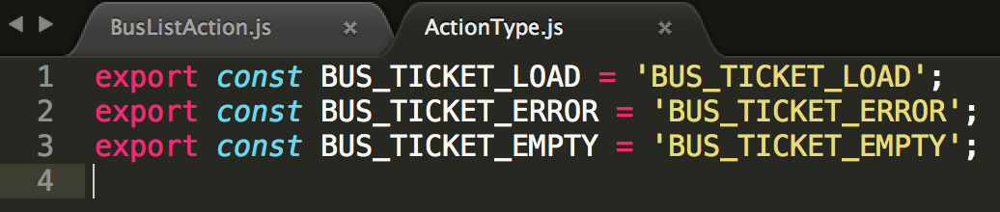 BusListAction.js ActionType.js
1 export const BUS_TICKET_LOAD = 'BUS_TICKET_LOAD';
2 export const BUS_TICKET_ERROR = 'BUS_TICKET_ERROR';
3 export const BUS_TICKET_EMPTY = 'BUS_TICKET_EMPTY';
4